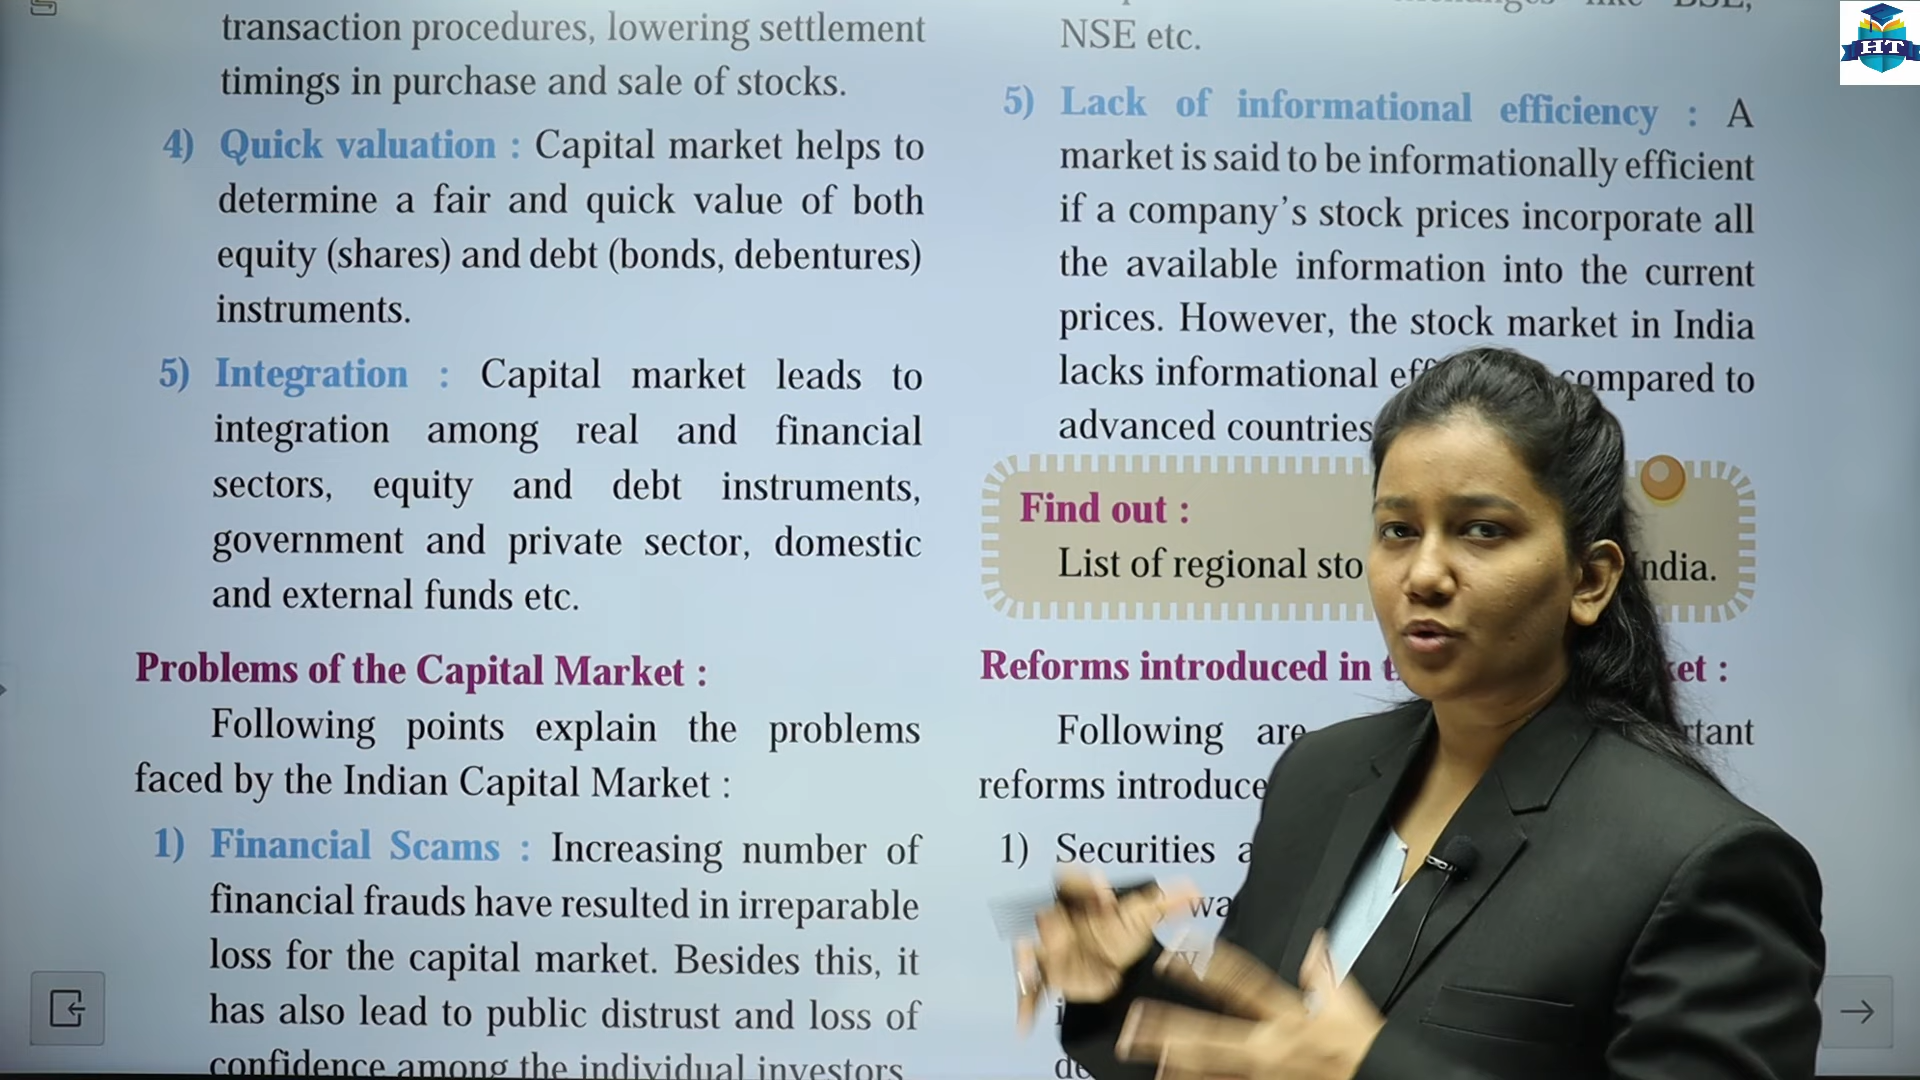 transaction procedures, lowering settlement
timings in purchase and sale of stocks.
4) Quick valuation : Capital market helps to
determine a fair and quick value of both
equity (shares) and debt (bonds, debentures)
instruments.
5) Integration : Capital market leads to
integration among real and financial
sectors, equity and debt instruments,
government and private sector, domestic
and external funds etc.
Problems of the Capital Market :
Following points explain the problems
faced by the Indian Capital Market :
1) Financial Scams : Increasing number of
financial frauds have resulted in irreparable
loss for the capital market. Besides this, it
has also lead to public distrust and loss of
confidence among the individual investors
NSE etc.
5) Lack of informational efficiency : A
market is said to be informationally efficient
if a company's stock prices incorporate all
the available information into the current
prices. However, the stock market in India
lacks informational compared to
advanced countries
Find out :
List of regional India.
Reforms introduced in :
Following are
reforms
1) Securities
HT